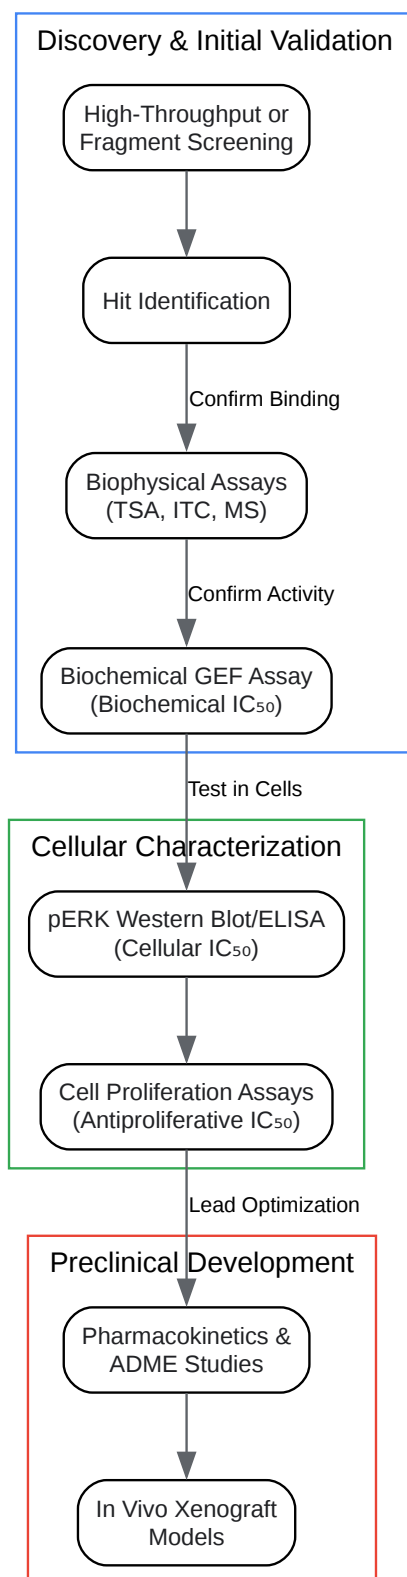 Discovery & Initial Validation
High-Throughput or
Fragment Screening
Hit Identification
Confirm Binding
Biophysical Assays
(TSA, ITC, MS)
Confirm Activity
Biochemical GEF Assay
(Biochemical IC₅₀)
Test in Cells
Cellular Characterization
pERK Western Blot/ELISA
(Cellular IC₅₀)
Cell Proliferation Assays
(Antiproliferative IC₅₀)
Lead Optimization
Preclinical Development
Pharmacokinetics &
ADME Studies
In Vivo Xenograft
Models